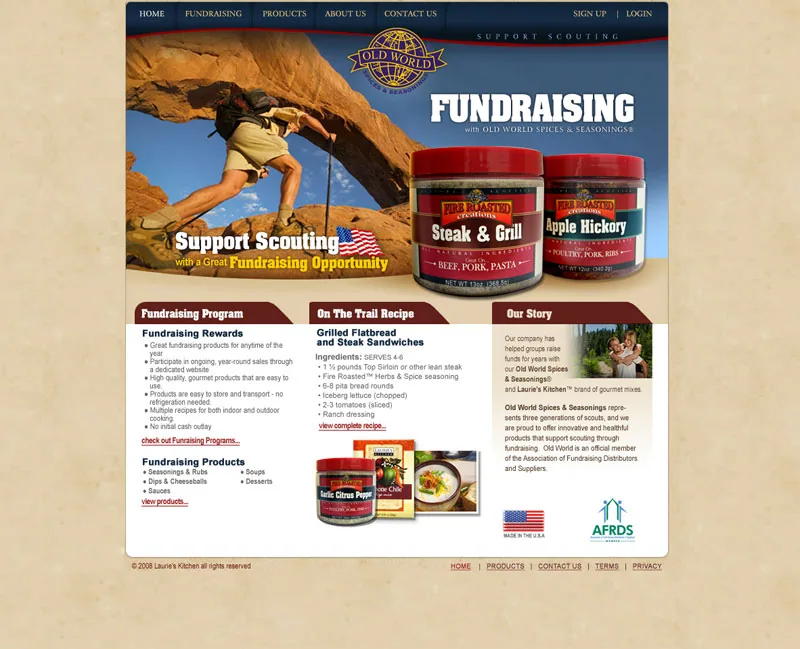 HOME FUNDRAISING PRODUCTS ABOUT US CONTACT US SIGN UP | LOGIN
SUPPORT SCOUTING
OLD WORLD
SPICES & SEASONINGS
FUNDRAISING
with OLD WORLD SPICES & SEASONINGS®
FIRE ROASTED
creations
Steak & Grill
ALL NATURAL INGREDIENTS
Great On...
BEEF, PORK, PASTA
NET WT 13oz. (368.5g)
FIRE ROASTED
creations
Apple Hickory
NATURAL INGREDIENTS
Great On...
POULTRY, PORK, RIBS
NET WT 12oz. (340.2g)
Support Scouting
with a Great Fundraising Opportunity
Fundraising Program
Fundraising Rewards
• Great fundraising products for anytime of the
year
• Participate in ongoing, year-round sales through
a dedicated website
• High quality, gourmet products that are easy to
use.
• Products are easy to store and transport - no
refrigeration needed.
• Multiple recipes for both indoor and outdoor
cooking.
• No initial cash outlay
check out Funraising Programs...
Fundraising Products
• Seasonings & Rubs • Soups
• Dips & Cheeseballs • Desserts
• Sauces
view products...
On The Trail Recipe
Grilled Flatbread
and Steak Sandwiches
Ingredients: SERVES 4-6
• 1 ½ pounds Top Sirloin or other lean steak
• Fire Roasted™ Herbs & Spice seasoning
• 6-8 pita bread rounds
• Iceberg lettuce (chopped)
• 2-3 tomatoes (sliced)
• Ranch dressing
view complete recipe...
Garlic Citrus Pepper
Our Story
Our company has
helped groups raise
funds for years with
our Old World Spices
& Seasonings®
and Laurie's Kitchen™ brand of gourmet mixes.
Old World Spices & Seasonings repre-
sents three generations of scouts, and we
are proud to offer innovative and healthful
products that support scouting through
fundraising. Old World is an official member
of the Association of Fundraising Distributors
and Suppliers.
MADE IN THE U.S.A
AFRDS
MEMBER
© 2008 Laurie's Kitchen all rights reserved
HOME | PRODUCTS | CONTACT US | TERMS | PRIVACY